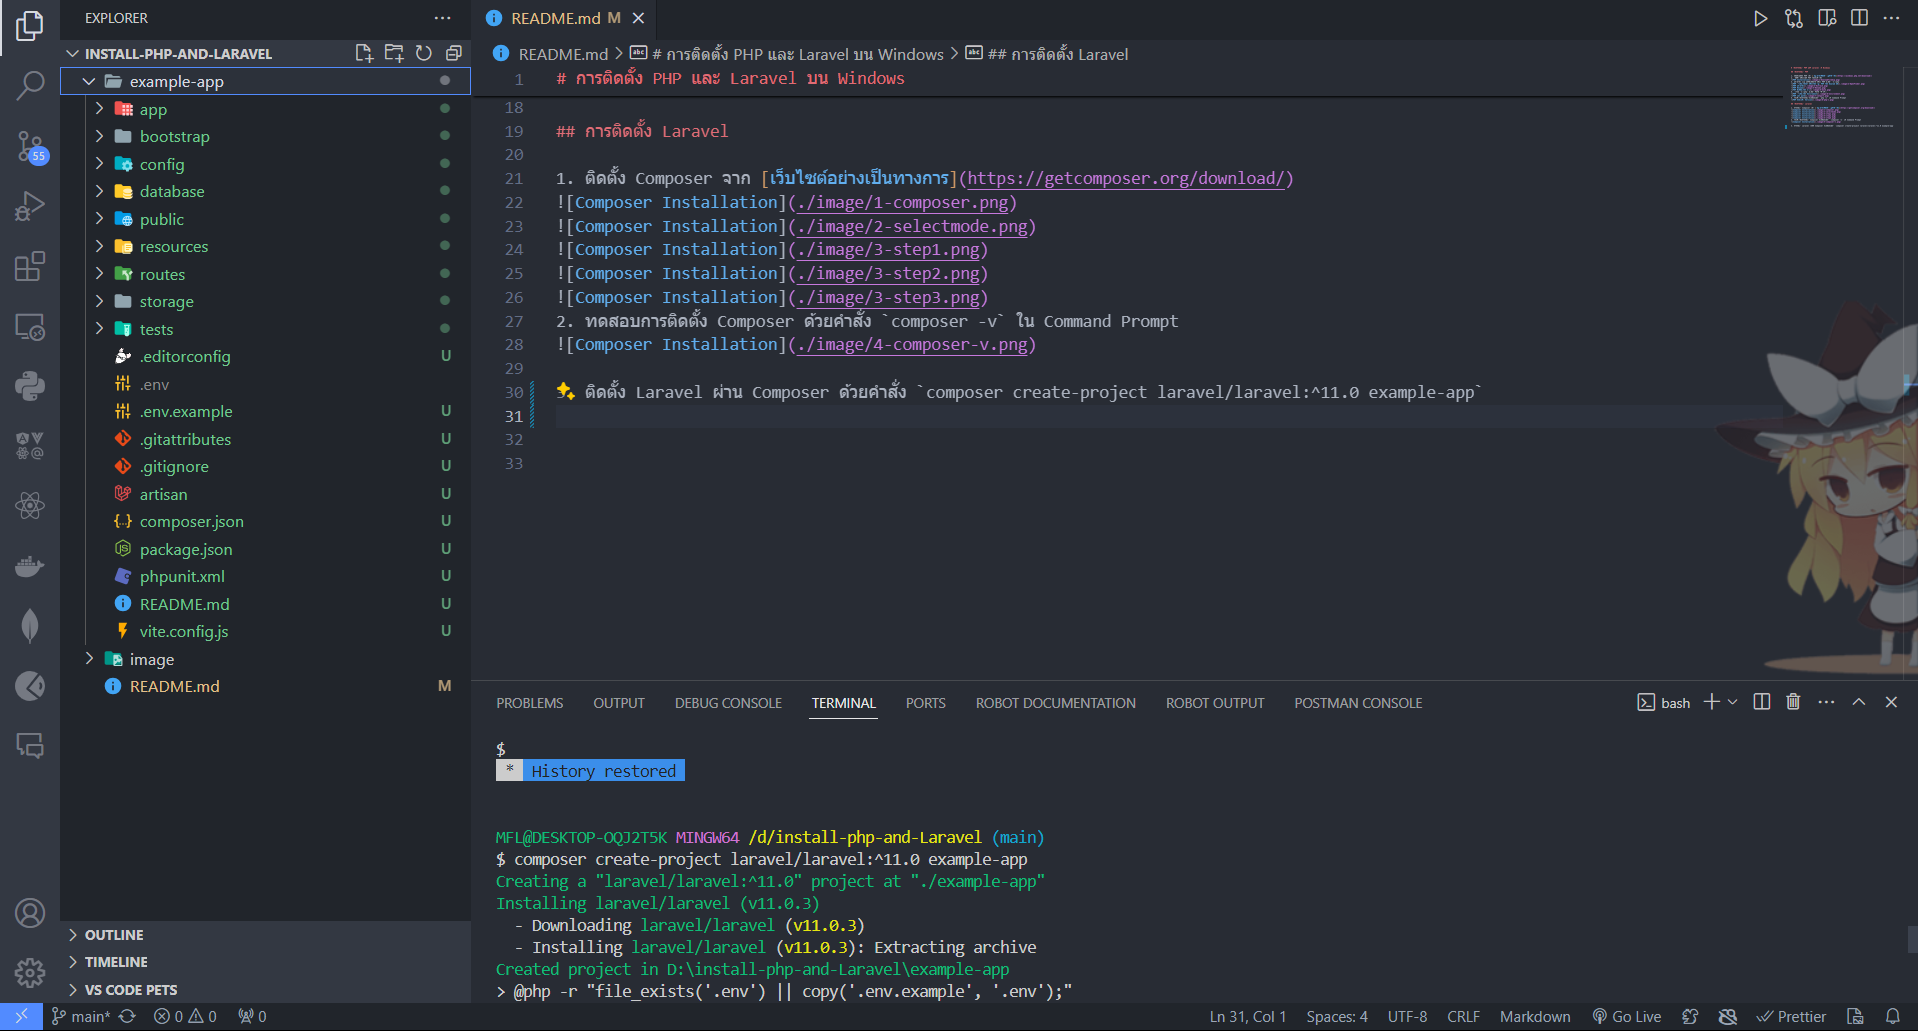 EXPLORER
INSTALL-PHP-AND-LARAVEL
example-app
app
bootstrap
config
55
database
public
resources
routes
storage
tests
.editorconfig U
.env
.env.example U
.gitattributes U
.gitignore U
artisan U
composer.json U
package.json U
phpunit.xml U
README.md U
vite.config.js U
image
README.md M
OUTLINE
TIMELINE
VS CODE PETS
README.md M
README.md > # การติดตั้ง PHP และ Laravel บน Windows > ## การติดตั้ง Laravel
1 # การติดตั้ง PHP และ Laravel บน Windows
18
19 ## การติดตั้ง Laravel
20
21 1. ติดตั้ง Composer จาก [เว็บไซต์อย่างเป็นทางการ](https://getcomposer.org/download/)
22 ![Composer Installation](./image/1-composer.png)
23 ![Composer Installation](./image/2-selectmode.png)
24 ![Composer Installation](./image/3-step1.png)
25 ![Composer Installation](./image/3-step2.png)
26 ![Composer Installation](./image/3-step3.png)
27 2. ทดสอบการติดตั้ง Composer ด้วยคำสั่ง `composer -v` ใน Command Prompt
28 ![Composer Installation](./image/4-composer-v.png)
29
30 ติดตั้ง Laravel ผ่าน Composer ด้วยคำสั่ง `composer create-project laravel/laravel:^11.0 example-app`
31
32
33
PROBLEMS OUTPUT DEBUG CONSOLE TERMINAL PORTS ROBOT DOCUMENTATION ROBOT OUTPUT POSTMAN CONSOLE
bash
$
* History restored
MFL@DESKTOP-OQJ2T5K MINGW64 /d/install-php-and-Laravel (main)
$ composer create-project laravel/laravel:^11.0 example-app
Creating a "laravel/laravel:^11.0" project at "./example-app"
Installing laravel/laravel (v11.0.3)
- Downloading laravel/laravel (v11.0.3)
- Installing laravel/laravel (v11.0.3): Extracting archive
Created project in D:\install-php-and-Laravel\example-app
> @php -r "file_exists('.env') || copy('.env.example', '.env');"
main* 0 0 0
Ln 31, Col 1 Spaces: 4 UTF-8 CRLF Markdown Go Live Prettier